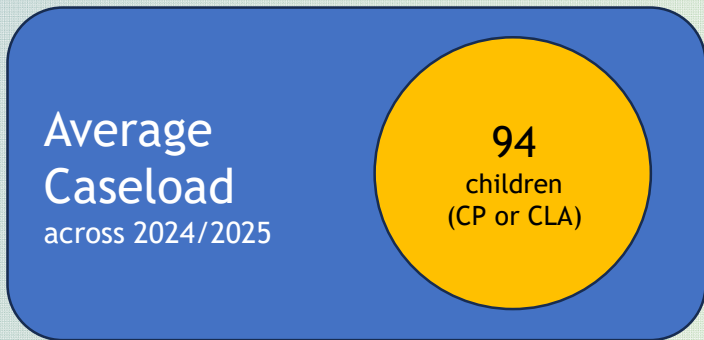 Average
Caseload
across 2024/2025
94
children
(CP or CLA)